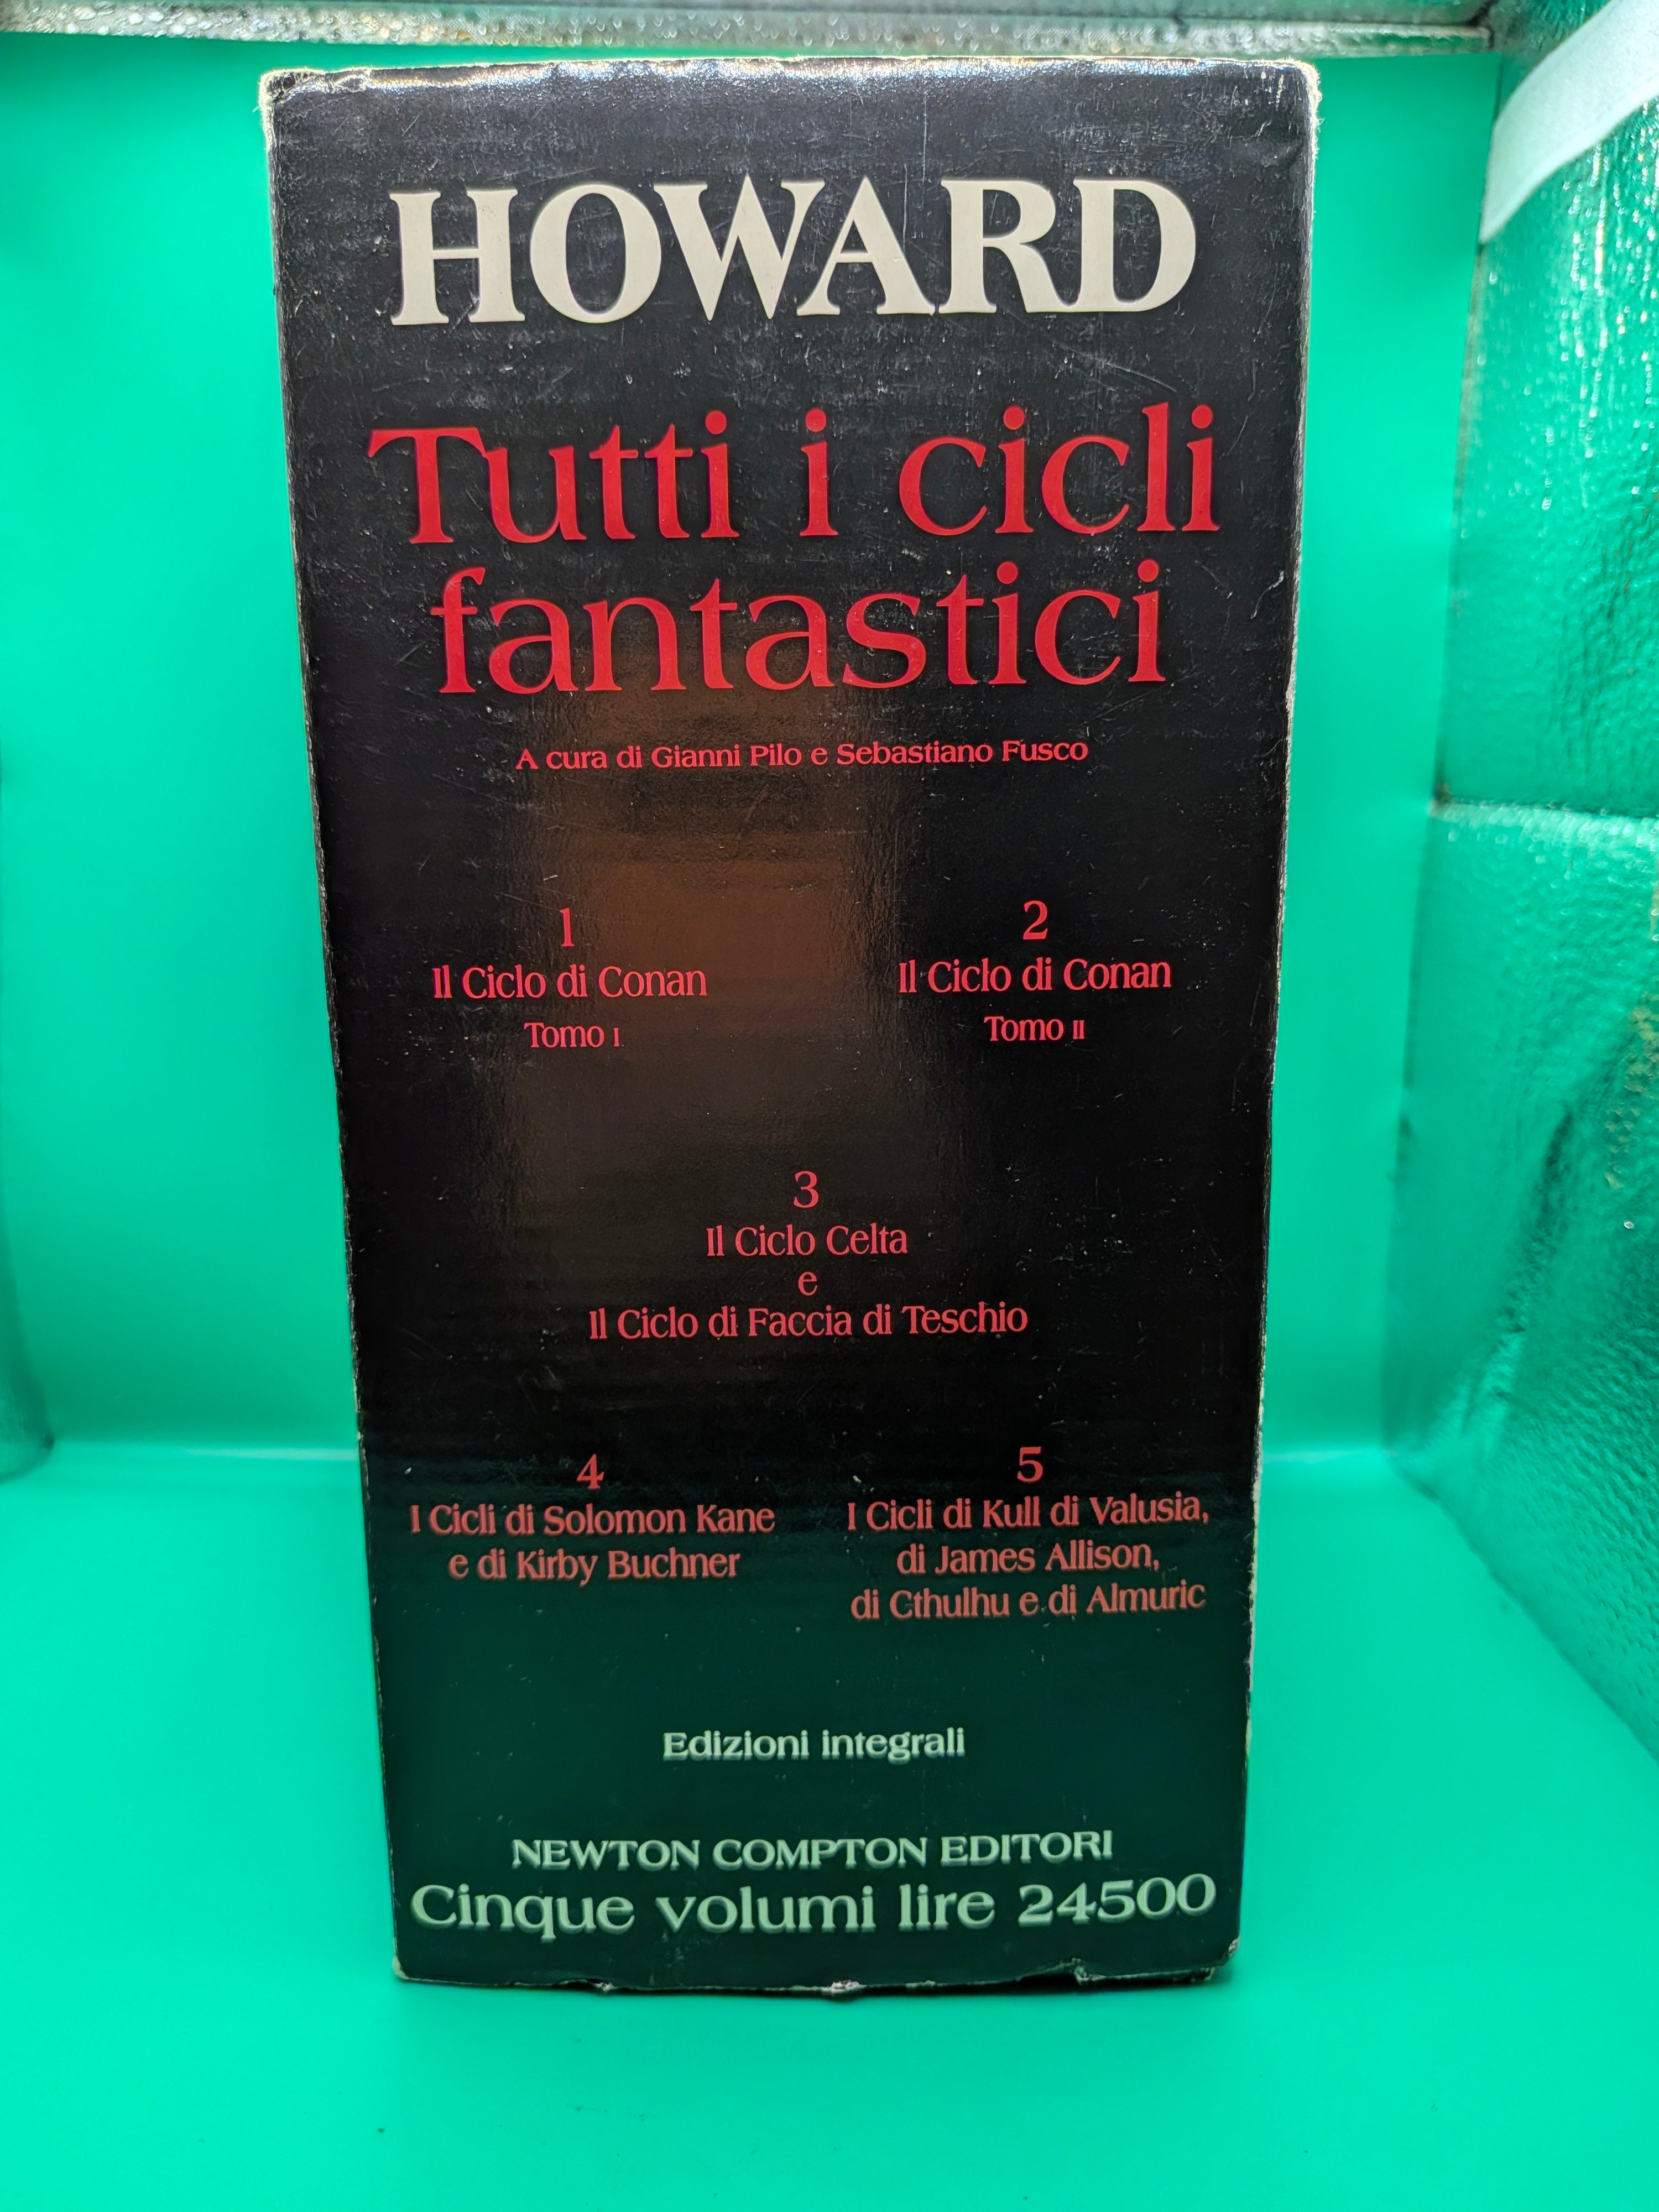 HOWARD
Tutti i cicli
fantastici
A cura di Gianni Pilo e Sebastiano Fusco
1
Il Ciclo di Conan
Tomo I
2
Il Ciclo di Conan
Tomo II
3
Il Ciclo Celta
e
Il Ciclo di Faccia di Teschio
4
I Cicli di Solomon Kane
e di Kirby Buchner
5
I Cicli di Kull di Valusia,
di James Allison,
di Cthulhu e di Almuric
Edizioni integrali
NEWTON COMPTON EDITORI
Cinque volumi lire 24500